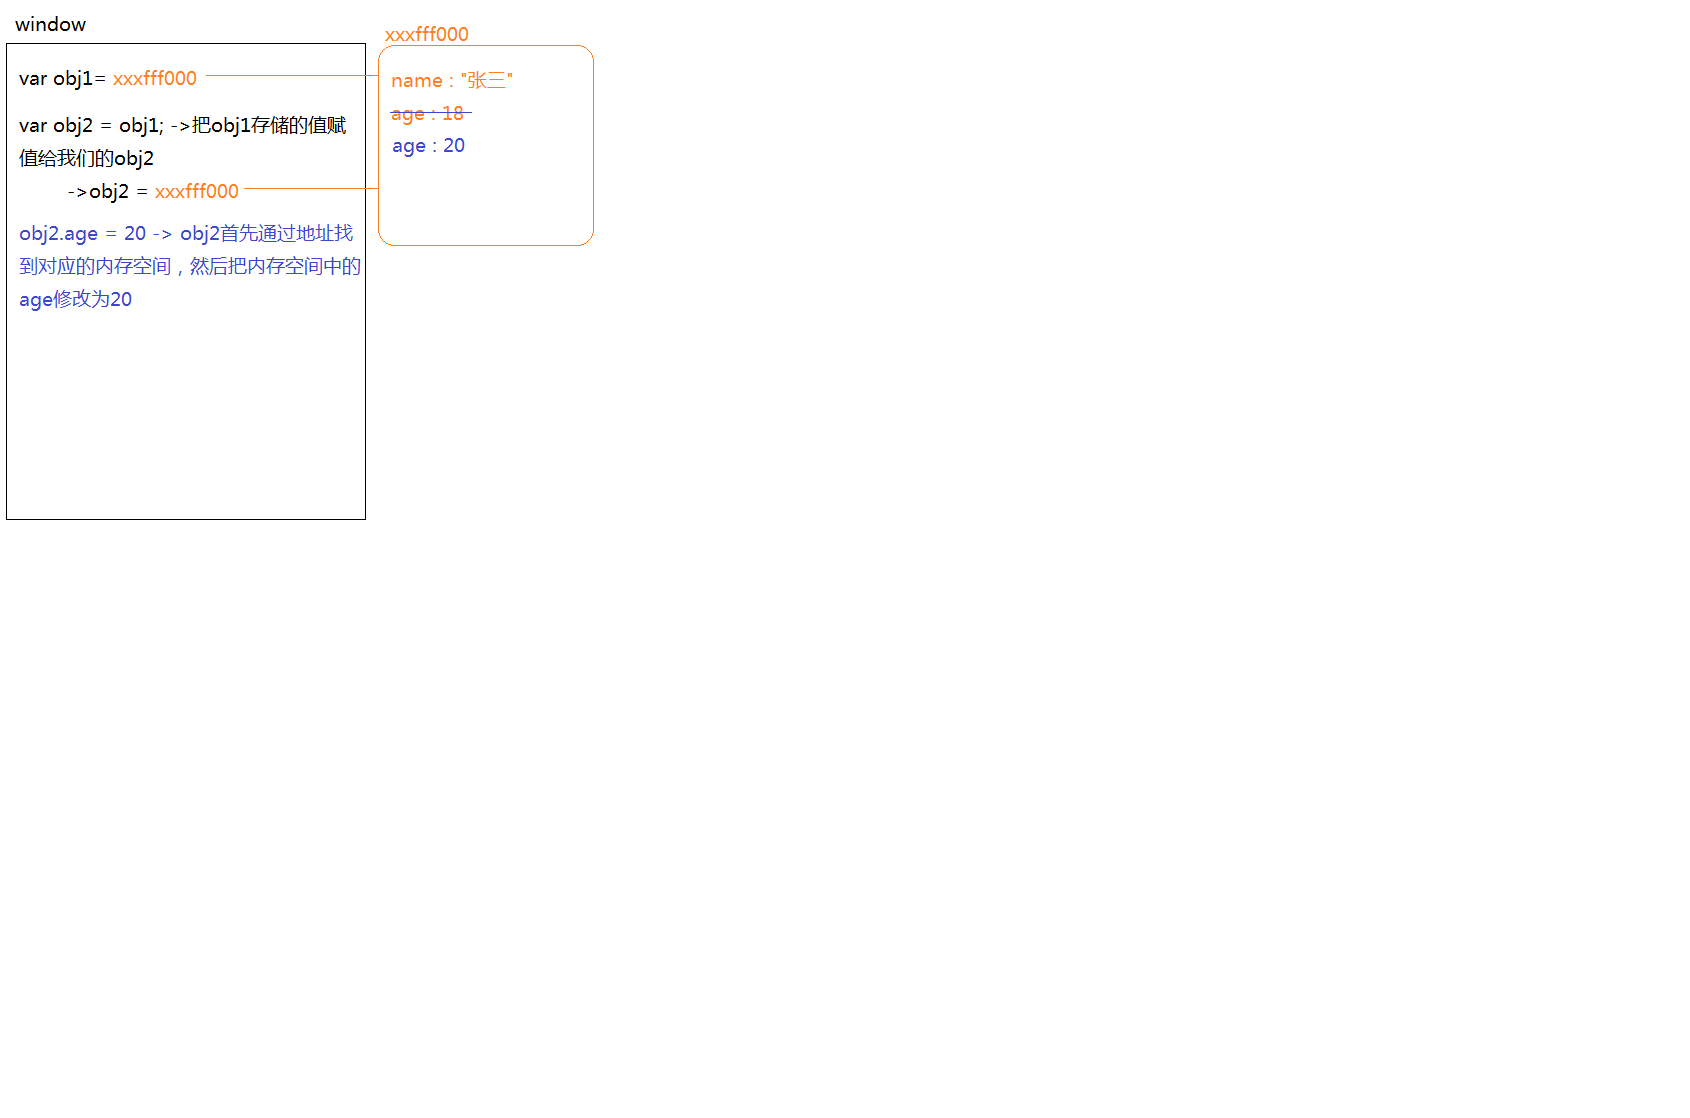 window
var obj1= xxxfff000
var obj2 = obj1; ->把obj1存储的值赋
值给我们的obj2
->obj2 = xxxfff000
obj2.age = 20 -> obj2首先通过地址找
到对应的内存空间，然后把内存空间中的
age修改为20
xxxfff000
name : "张三"
age : 18
age : 20